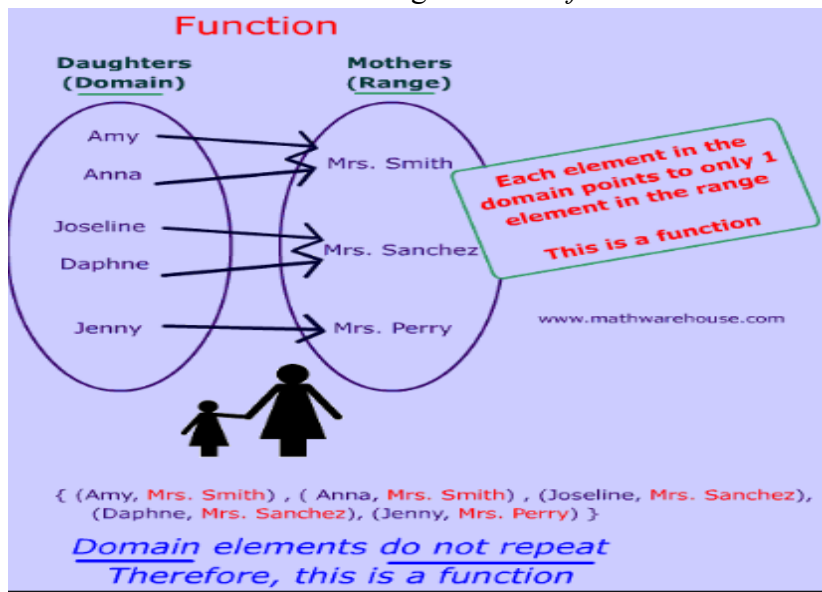 Function
Daughters
(Domain)
Mothers
(Range)
Amy
Anna
Joseline
Daphne
Jenny
Mrs. Smith
Mrs. Sanchez
Mrs. Perry
Each element in the
domain points to only 1
element in the range
This is a function
www.mathwarehouse.com
{ (Amy, Mrs. Smith) , ( Anna, Mrs. Smith) , (Joseline, Mrs. Sanchez),
(Daphne, Mrs. Sanchez), (Jenny, Mrs. Perry) }
Domain elements do not repeat
Therefore, this is a function